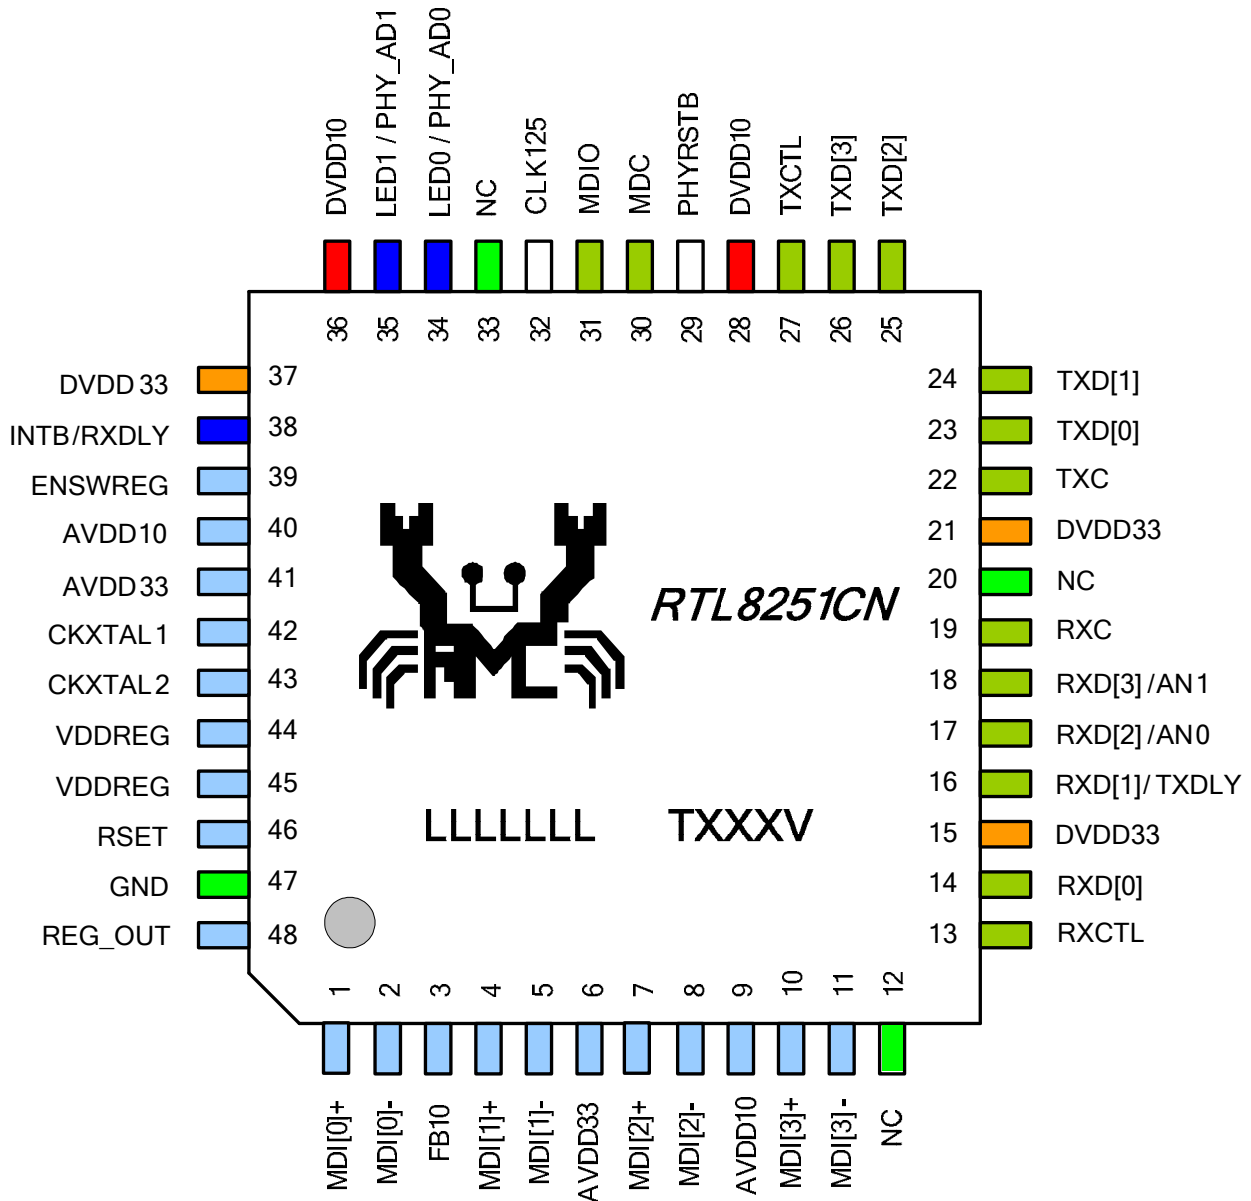 DVDD10
LED1 / PHY_AD1
LED0 / PHY_AD0
NC
CLK125
MDIO
MDC
PHYRSTB
DVDD10
TXCTL
TXD[3]
TXD[2]
36
35
34
33
32
31
30
29
28
27
26
25
DVDD33 37
INTB/RXDLY 38
ENSWREG 39
AVDD10 40
AVDD33 41
CKXTAL1 42
CKXTAL2 43
VDDREG 44
VDDREG 45
RSET 46
GND 47
REG_OUT 48
24 TXD[1]
23 TXD[0]
22 TXC
21 DVDD33
20 NC
19 RXC
18 RXD[3]/AN1
17 RXD[2]/AN0
16 RXD[1]/TXDLY
15 DVDD33
14 RXD[0]
13 RXCTL
RTL8251CN
LLLLLLL TXXXV
1
2
3
4
5
6
7
8
9
10
11
12
MDI[0]+
MDI[0]-
FB10
MDI[1]+
MDI[1]-
AVDD33
MDI[2]+
MDI[2]-
AVDD10
MDI[3]+
MDI[3]-
NC